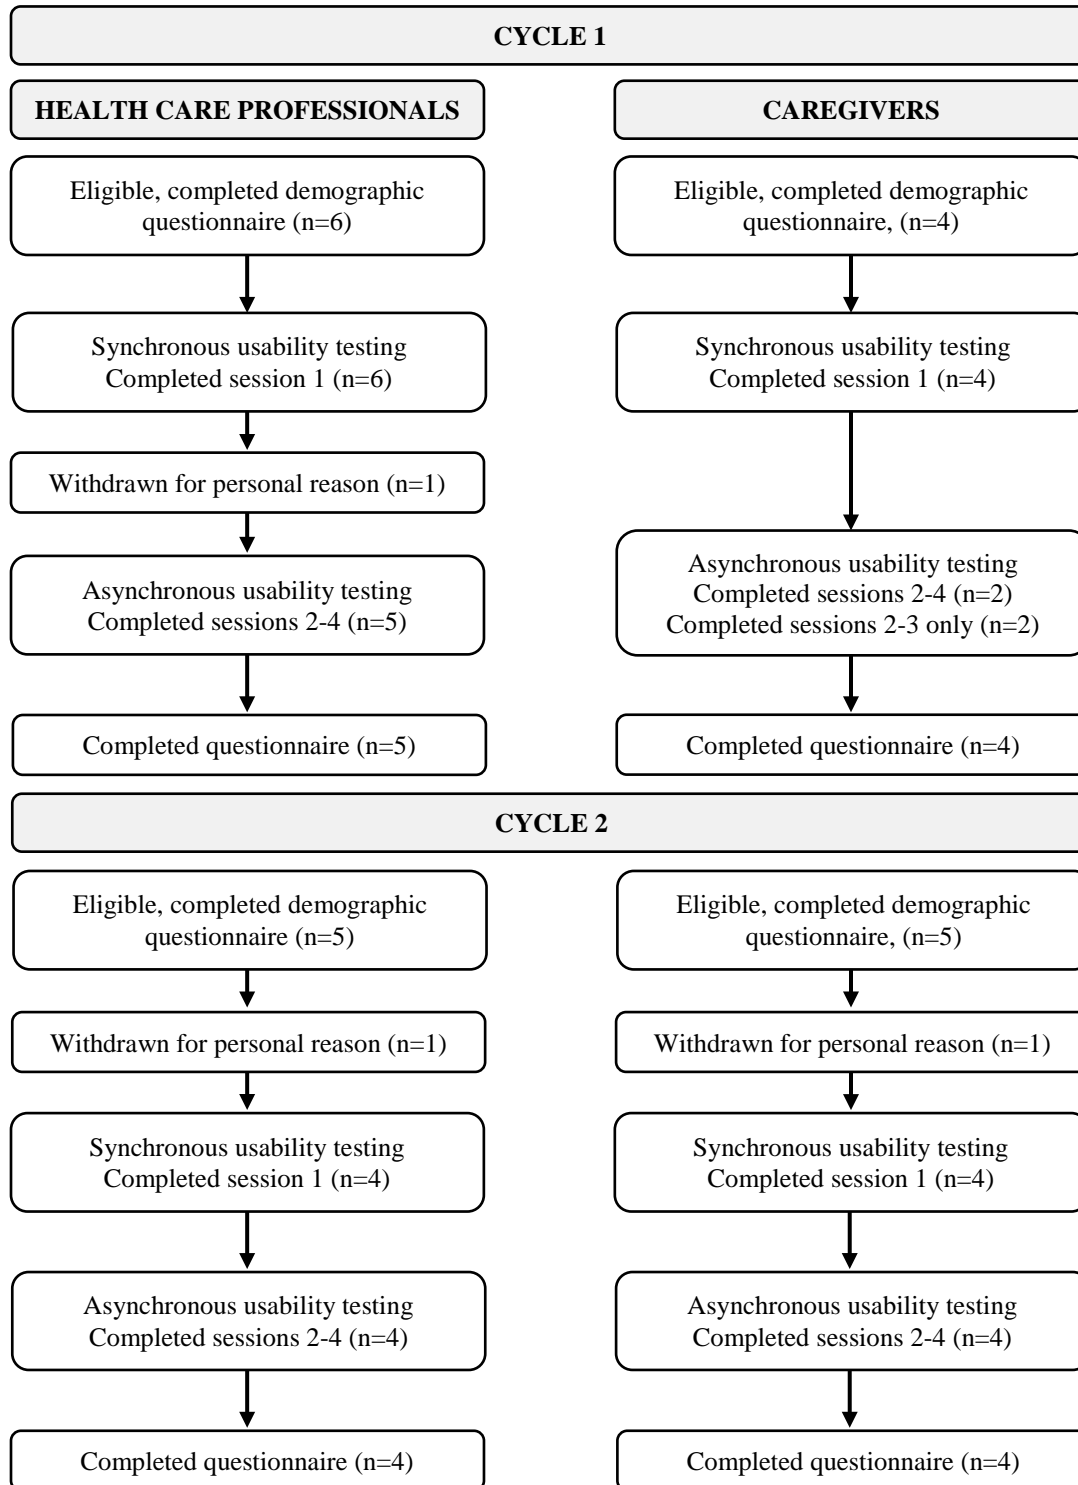 CYCLE 1
HEALTH CARE PROFESSIONALS
Eligible, completed demographic
questionnaire (n=6)
Synchronous usability testing
Completed session 1 (n=6)
Withdrawn for personal reason (n=1)
Asynchronous usability testing
Completed sessions 2-4 (n=5)
Completed questionnaire (n=5)
CAREGIVERS
Eligible, completed demographic
questionnaire, (n=4)
Synchronous usability testing
Completed session 1 (n=4)
Asynchronous usability testing
Completed sessions 2-4 (n=2)
Completed sessions 2-3 only (n=2)
Completed questionnaire (n=4)
CYCLE 2
Eligible, completed demographic
questionnaire (n=5)
Withdrawn for personal reason (n=1)
Synchronous usability testing
Completed session 1 (n=4)
Asynchronous usability testing
Completed sessions 2-4 (n=4)
Completed questionnaire (n=4)
Eligible, completed demographic
questionnaire, (n=5)
Withdrawn for personal reason (n=1)
Synchronous usability testing
Completed session 1 (n=4)
Asynchronous usability testing
Completed sessions 2-4 (n=4)
Completed questionnaire (n=4)